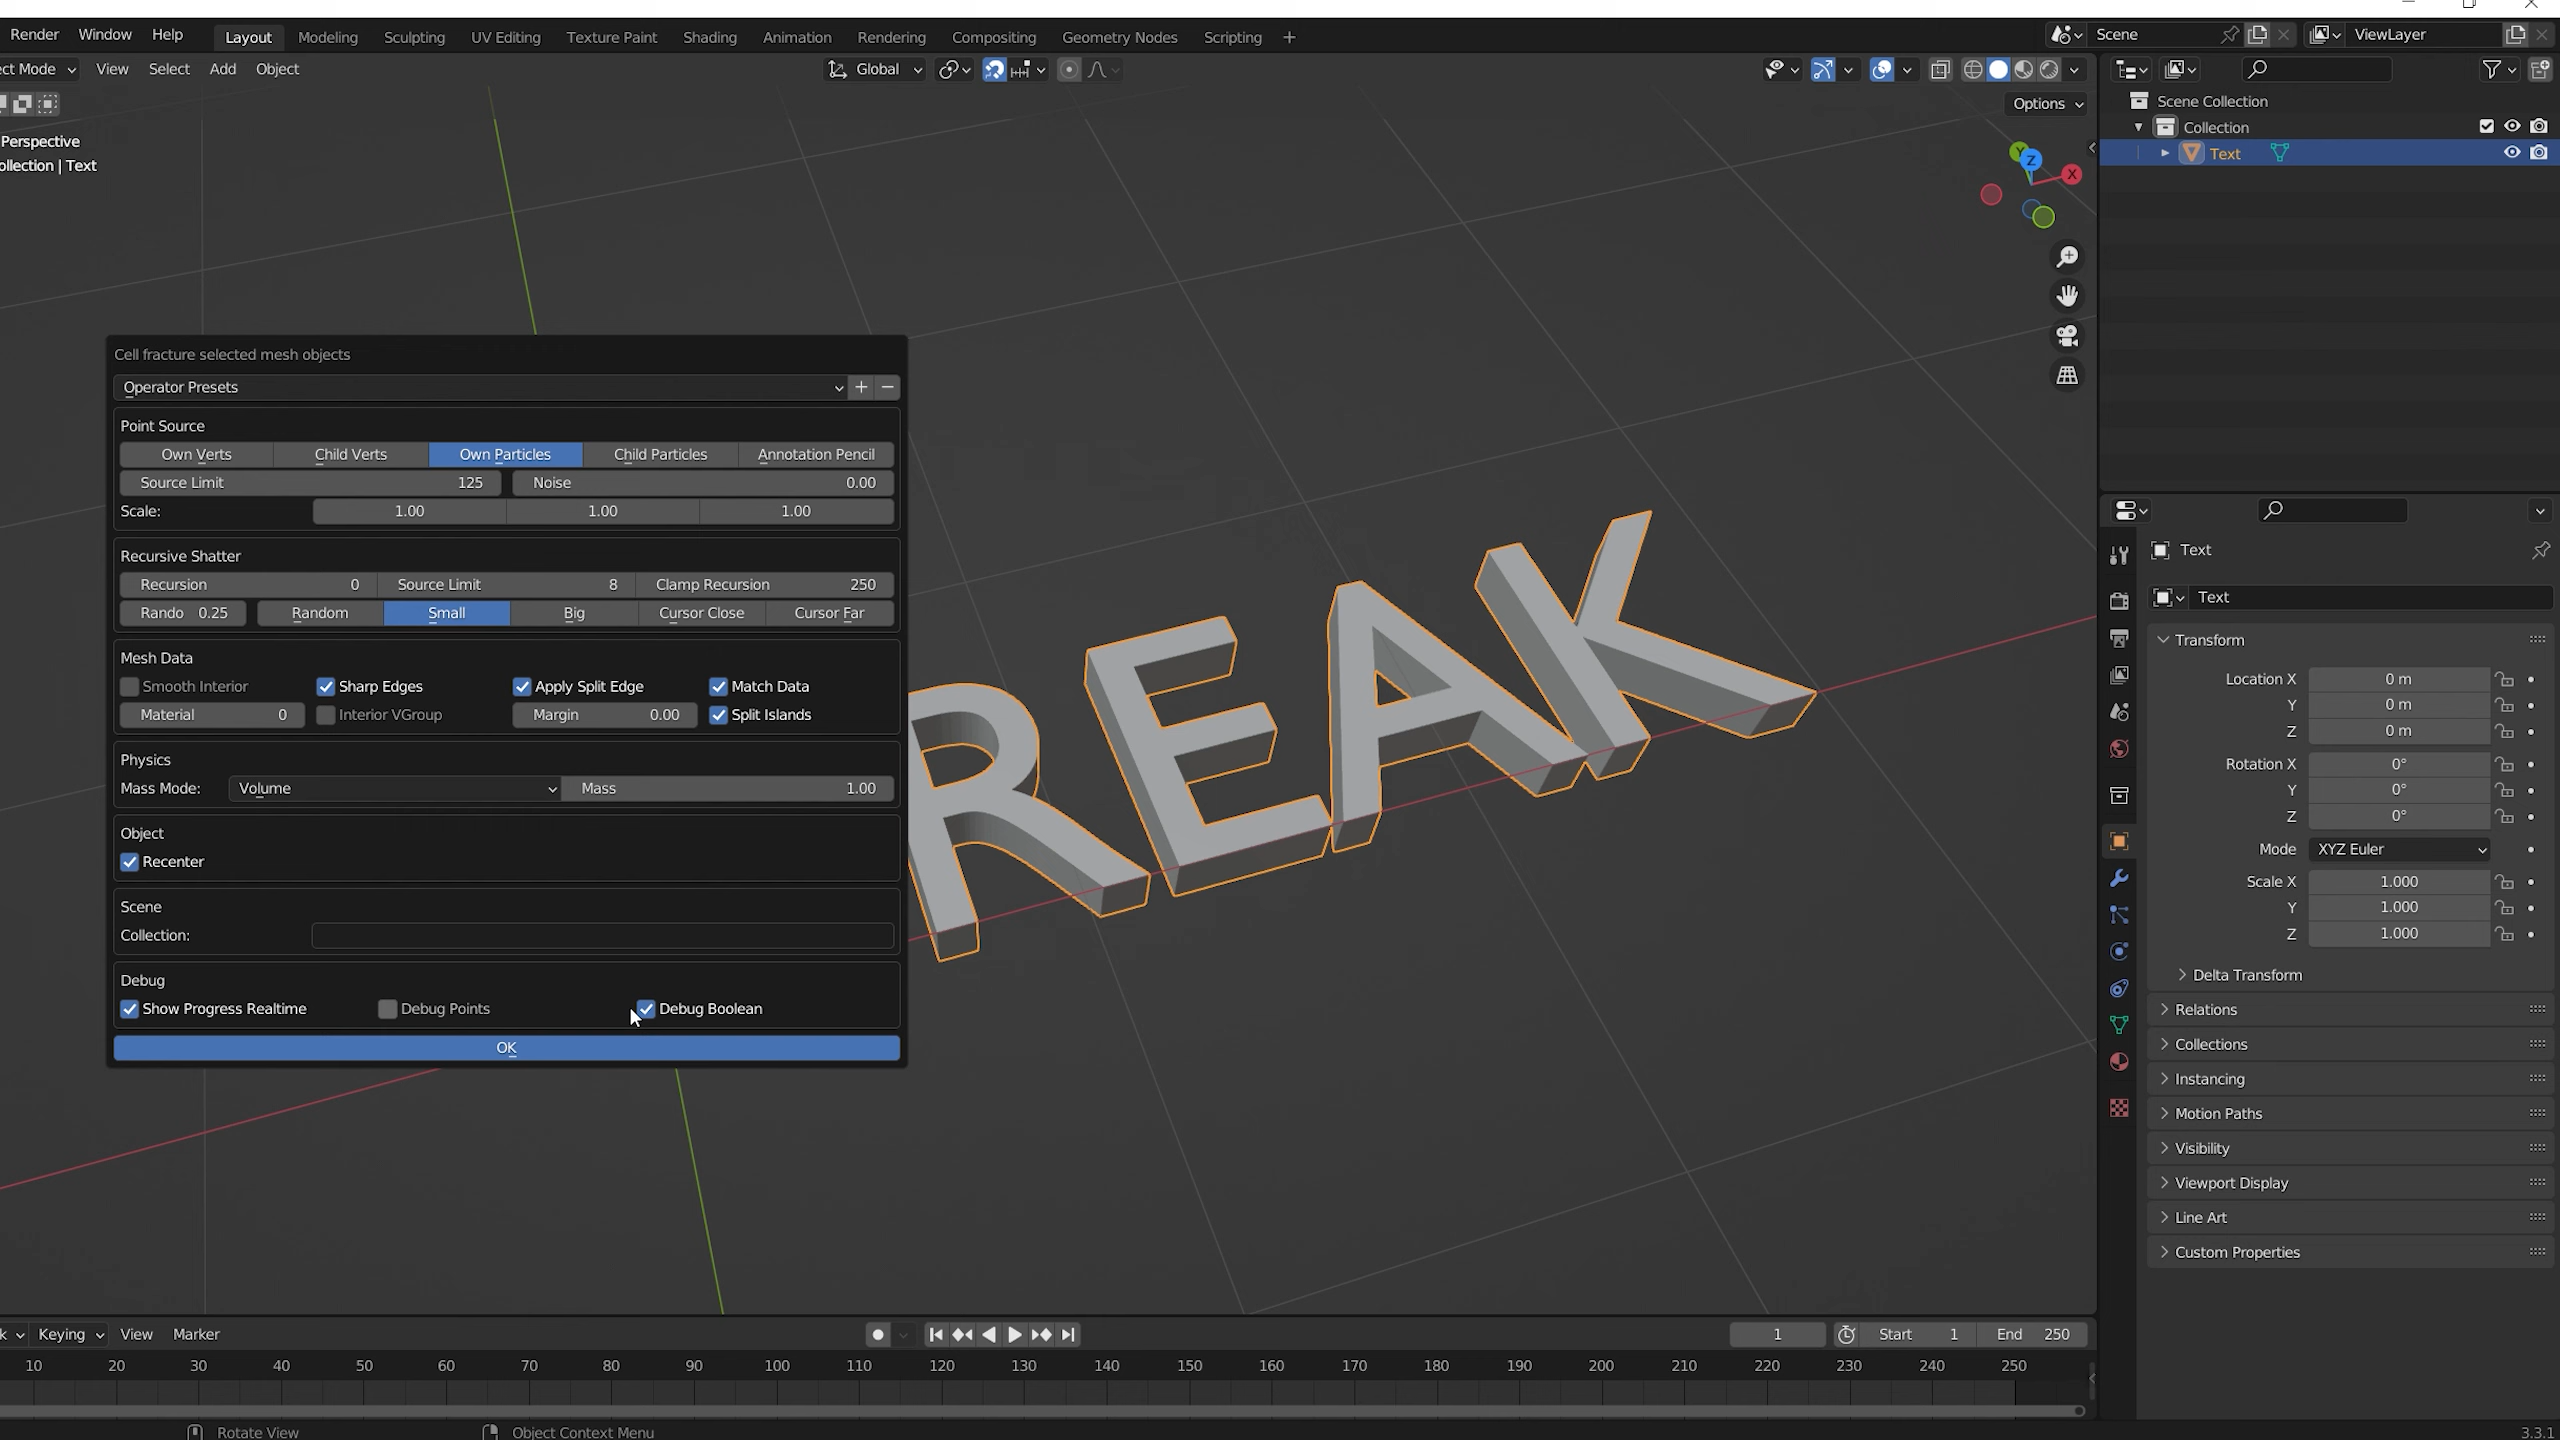 Render Window Help Layout Modeling Sculpting UV Editing Texture Paint Shading Animation Rendering Compositing Geometry Nodes Scripting + Scene ViewLayer
ct Mode View Select Add Object Global
Options
Perspective
ollection | Text
Z
Y
X
Scene Collection
Collection
Text
Cell fracture selected mesh objects
Operator Presets
Point Source
Own Verts Child Verts Own Particles Child Particles Annotation Pencil
Source Limit 125 Noise 0.00
Scale: 1.00 1.00 1.00
Recursive Shatter
Recursion 0 Source Limit 8 Clamp Recursion 250
Rando 0.25 Random Small Big Cursor Close Cursor Far
Mesh Data
Smooth Interior Sharp Edges Apply Split Edge Match Data
Material 0 Interior VGroup Margin 0.00 Split Islands
Physics
Mass Mode: Volume Mass 1.00
Object
Recenter
Scene
Collection:
Debug
Show Progress Realtime Debug Points Debug Boolean
OK
REAK
Text
Text
Transform
Location X 0 m
Y 0 m
Z 0 m
Rotation X 0°
Y 0°
Z 0°
Mode XYZ Euler
Scale X 1.000
Y 1.000
Z 1.000
Delta Transform
Relations
Collections
Instancing
Motion Paths
Visibility
Viewport Display
Line Art
Custom Properties
k Keying View Marker 1 Start 1 End 250
10 20 30 40 50 60 70 80 90 100 110 120 130 140 150 160 170 180 190 200 210 220 230 240 250
Rotate View Object Context Menu 3.3.1